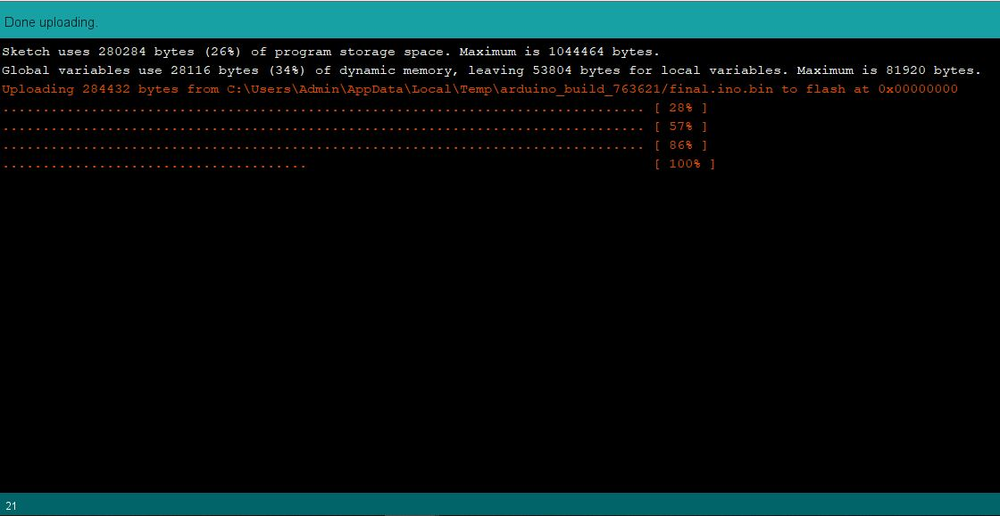 Done uploading.
Sketch uses 280284 bytes (26%) of program storage space. Maximum is 1044464 bytes.
Global variables use 28116 bytes (34%) of dynamic memory, leaving 53804 bytes for local variables. Maximum is 81920 bytes.
Uploading 284432 bytes from C:\Users\Admin\AppData\Local\Temp\arduino_build_763621/final.ino.bin to flash at 0x00000000
................................................................................ [ 28% ]
................................................................................ [ 57% ]
................................................................................ [ 86% ]
...................................... [ 100% ]
21